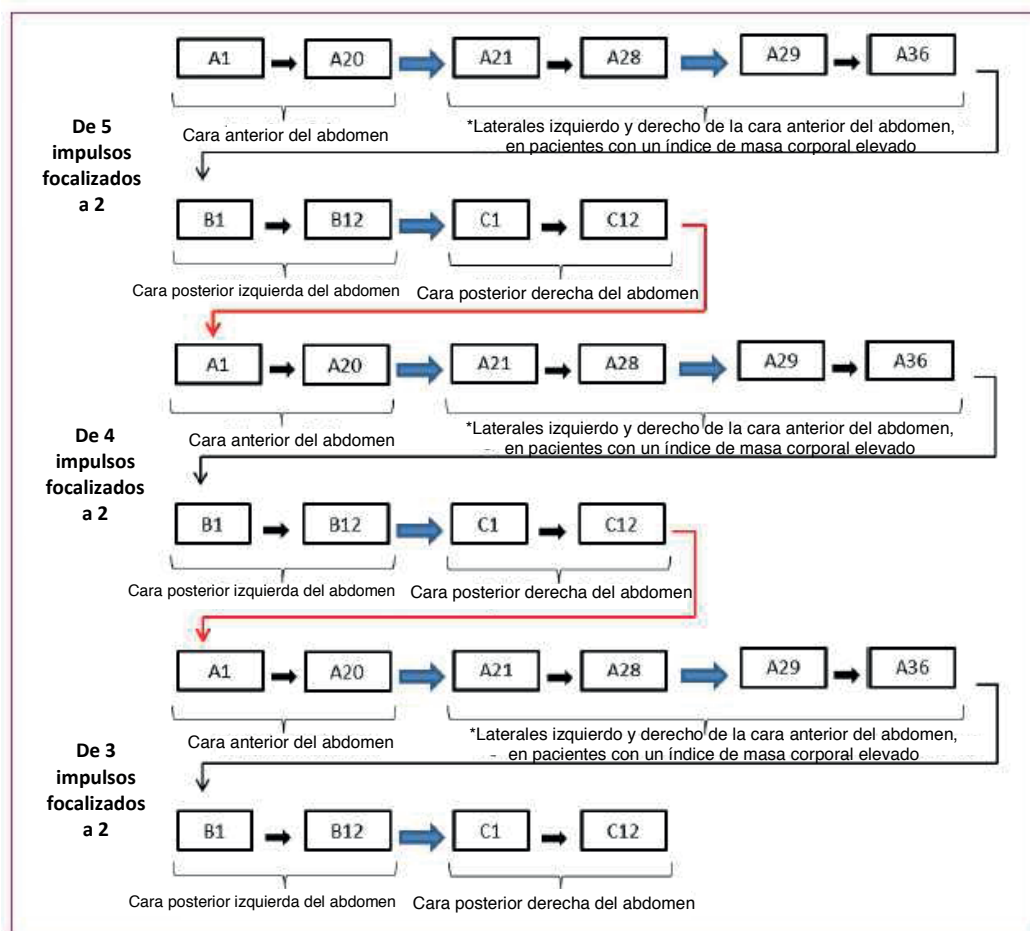 A1 A20 A21 A28 A29 A36
Cara anterior del abdomen
*Laterales izquierdo y derecho de la cara anterior del abdomen,
en pacientes con un índice de masa corporal elevado
De 5
impulsos
focalizados
a 2
B1 B12 C1 C12
Cara posterior izquierda del abdomen
Cara posterior derecha del abdomen
A1 A20 A21 A28 A29 A36
Cara anterior del abdomen
*Laterales izquierdo y derecho de la cara anterior del abdomen,
en pacientes con un índice de masa corporal elevado
De 4
impulsos
focalizados
a 2
B1 B12 C1 C12
Cara posterior izquierda del abdomen
Cara posterior derecha del abdomen
A1 A20 A21 A28 A29 A36
Cara anterior del abdomen
*Laterales izquierdo y derecho de la cara anterior del abdomen,
en pacientes con un índice de masa corporal elevado
De 3
impulsos
focalizados
a 2
B1 B12 C1 C12
Cara posterior izquierda del abdomen
Cara posterior derecha del abdomen